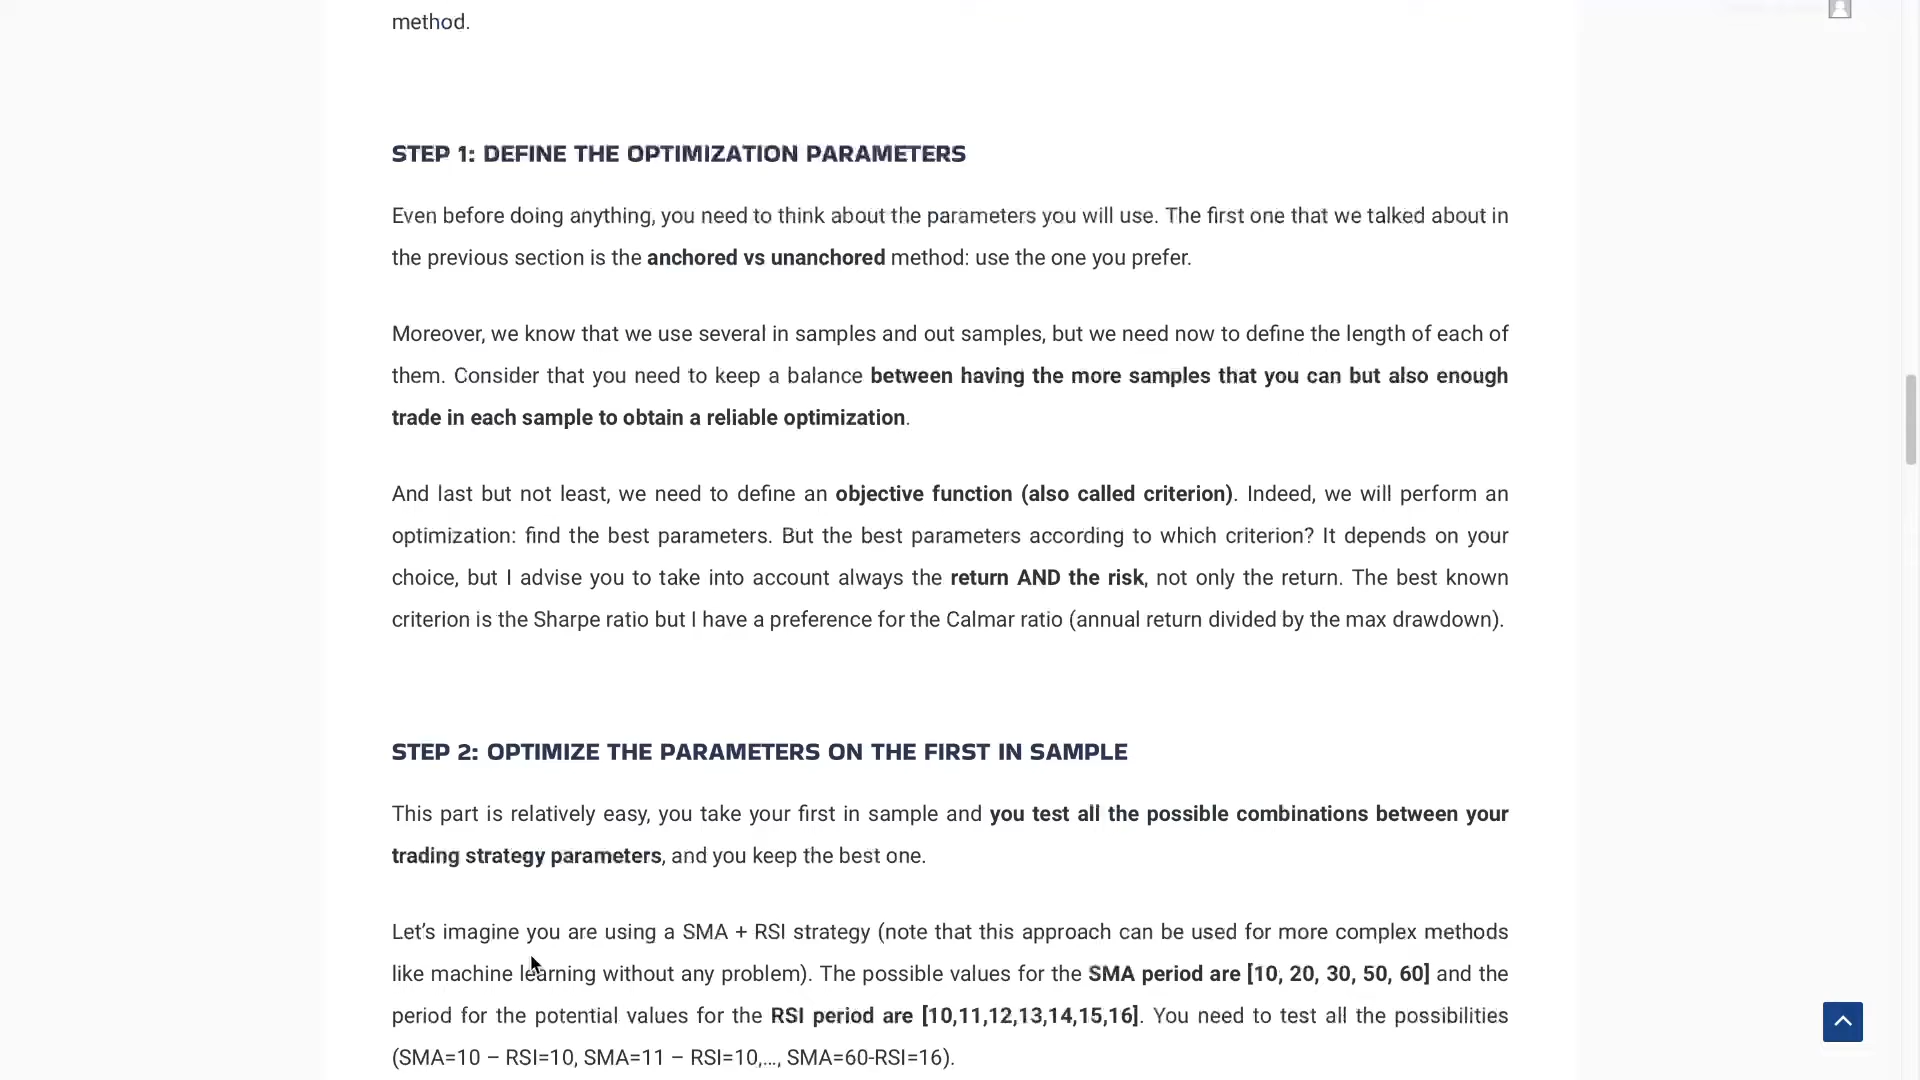 method.
STEP 1: DEFINE THE OPTIMIZATION PARAMETERS
Even before doing anything, you need to think about the parameters you will use. The first one that we talked about in
the previous section is the anchored vs unanchored method: use the one you prefer.
Moreover, we know that we use several in samples and out samples, but we need now to define the length of each of
them. Consider that you need to keep a balance between having the more samples that you can but also enough
trade in each sample to obtain a reliable optimization.
And last but not least, we need to define an objective function (also called criterion). Indeed, we will perform an
optimization: find the best parameters. But the best parameters according to which criterion? It depends on your
choice, but I advise you to take into account always the return AND the risk, not only the return. The best known
criterion is the Sharpe ratio but I have a preference for the Calmar ratio (annual return divided by the max drawdown).
STEP 2: OPTIMIZE THE PARAMETERS ON THE FIRST IN SAMPLE
This part is relatively easy, you take your first in sample and you test all the possible combinations between your
trading strategy parameters, and you keep the best one.
Let's imagine you are using a SMA + RSI strategy (note that this approach can be used for more complex methods
like machine learning without any problem). The possible values for the SMA period are [10, 20, 30, 50, 60] and the
period for the potential values for the RSI period are [10,11,12,13,14,15,16]. You need to test all the possibilities
(SMA=10 – RSI=10, SMA=11 – RSI=10,…, SMA=60-RSI=16).